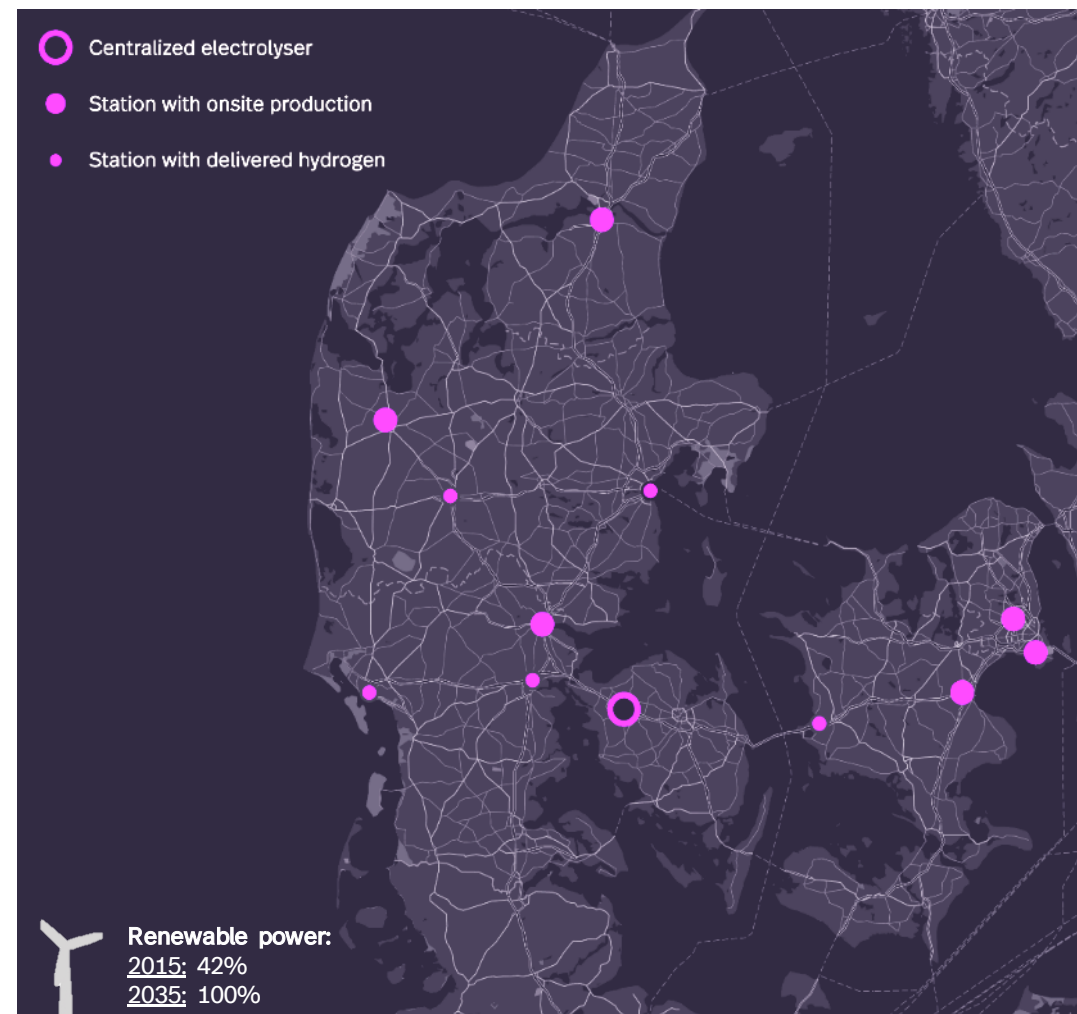 Centralized electrolyser
Station with onsite production
Station with delivered hydrogen
Renewable power:
2015: 42%
2035: 100%